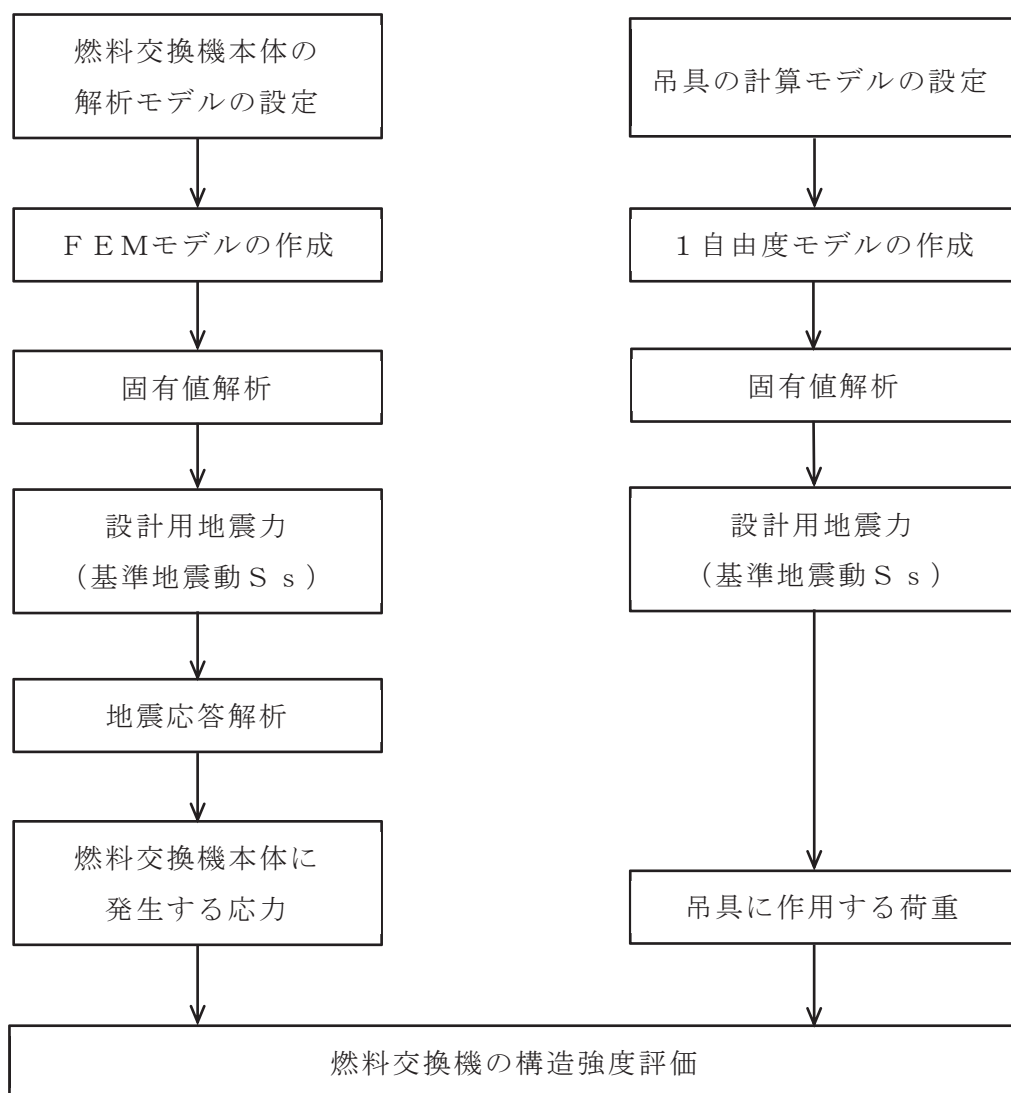 燃料交換機本体の
解析モデルの設定
ＦＥＭモデルの作成
固有値解析
設計用地震力
（基準地震動Ｓｓ）
地震応答解析
燃料交換機本体に
発生する応力
吊具の計算モデルの設定
１自由度モデルの作成
固有値解析
設計用地震力
（基準地震動Ｓｓ）
吊具に作用する荷重
燃料交換機の構造強度評価